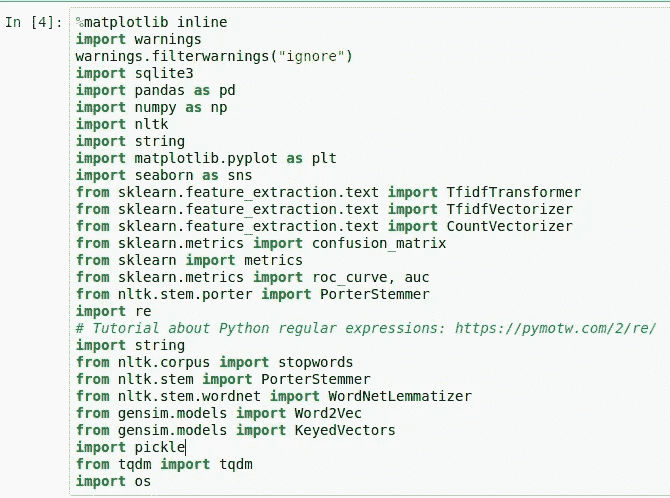 In [4]: %matplotlib inline
import warnings
warnings.filterwarnings("ignore")
import sqlite3
import pandas as pd
import numpy as np
import nltk
import string
import matplotlib.pyplot as plt
import seaborn as sns
from sklearn.feature_extraction.text import TfidfTransformer
from sklearn.feature_extraction.text import TfidfVectorizer
from sklearn.feature_extraction.text import CountVectorizer
from sklearn.metrics import confusion_matrix
from sklearn import metrics
from sklearn.metrics import roc_curve, auc
from nltk.stem.porter import PorterStemmer
import re
# Tutorial about Python regular expressions: https://pymotw.com/2/re/
import string
from nltk.corpus import stopwords
from nltk.stem import PorterStemmer
from nltk.stem.wordnet import WordNetLemmatizer
from gensim.models import Word2Vec
from gensim.models import KeyedVectors
import pickle
from tqdm import tqdm
import os